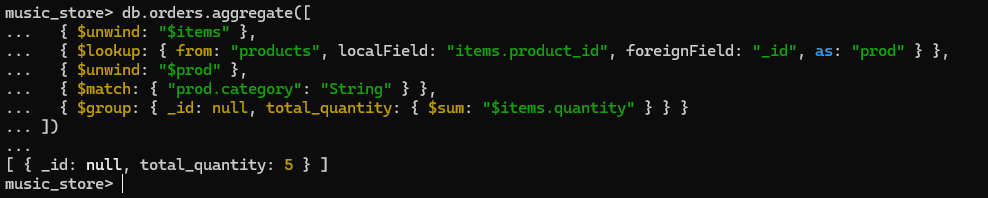 music_store> db.orders.aggregate([
...   { $unwind: "$items" },
...   { $lookup: { from: "products", localField: "items.product_id", foreignField: "_id", as: "prod" } },
...   { $unwind: "$prod" },
...   { $match: { "prod.category": "String" } },
...   { $group: { _id: null, total_quantity: { $sum: "$items.quantity" } } }
... ])
...
[ { _id: null, total_quantity: 5 } ]
music_store>